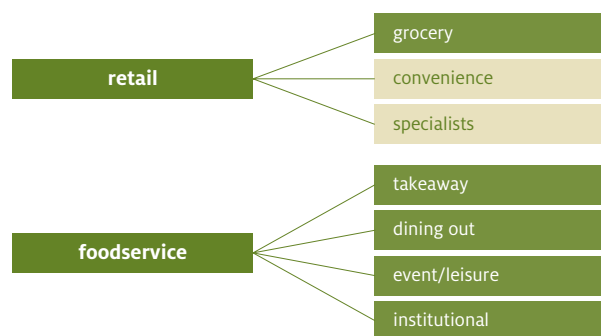 retail
grocery
convenience
specialists
foodservice
takeaway
dining out
event/leisure
institutional